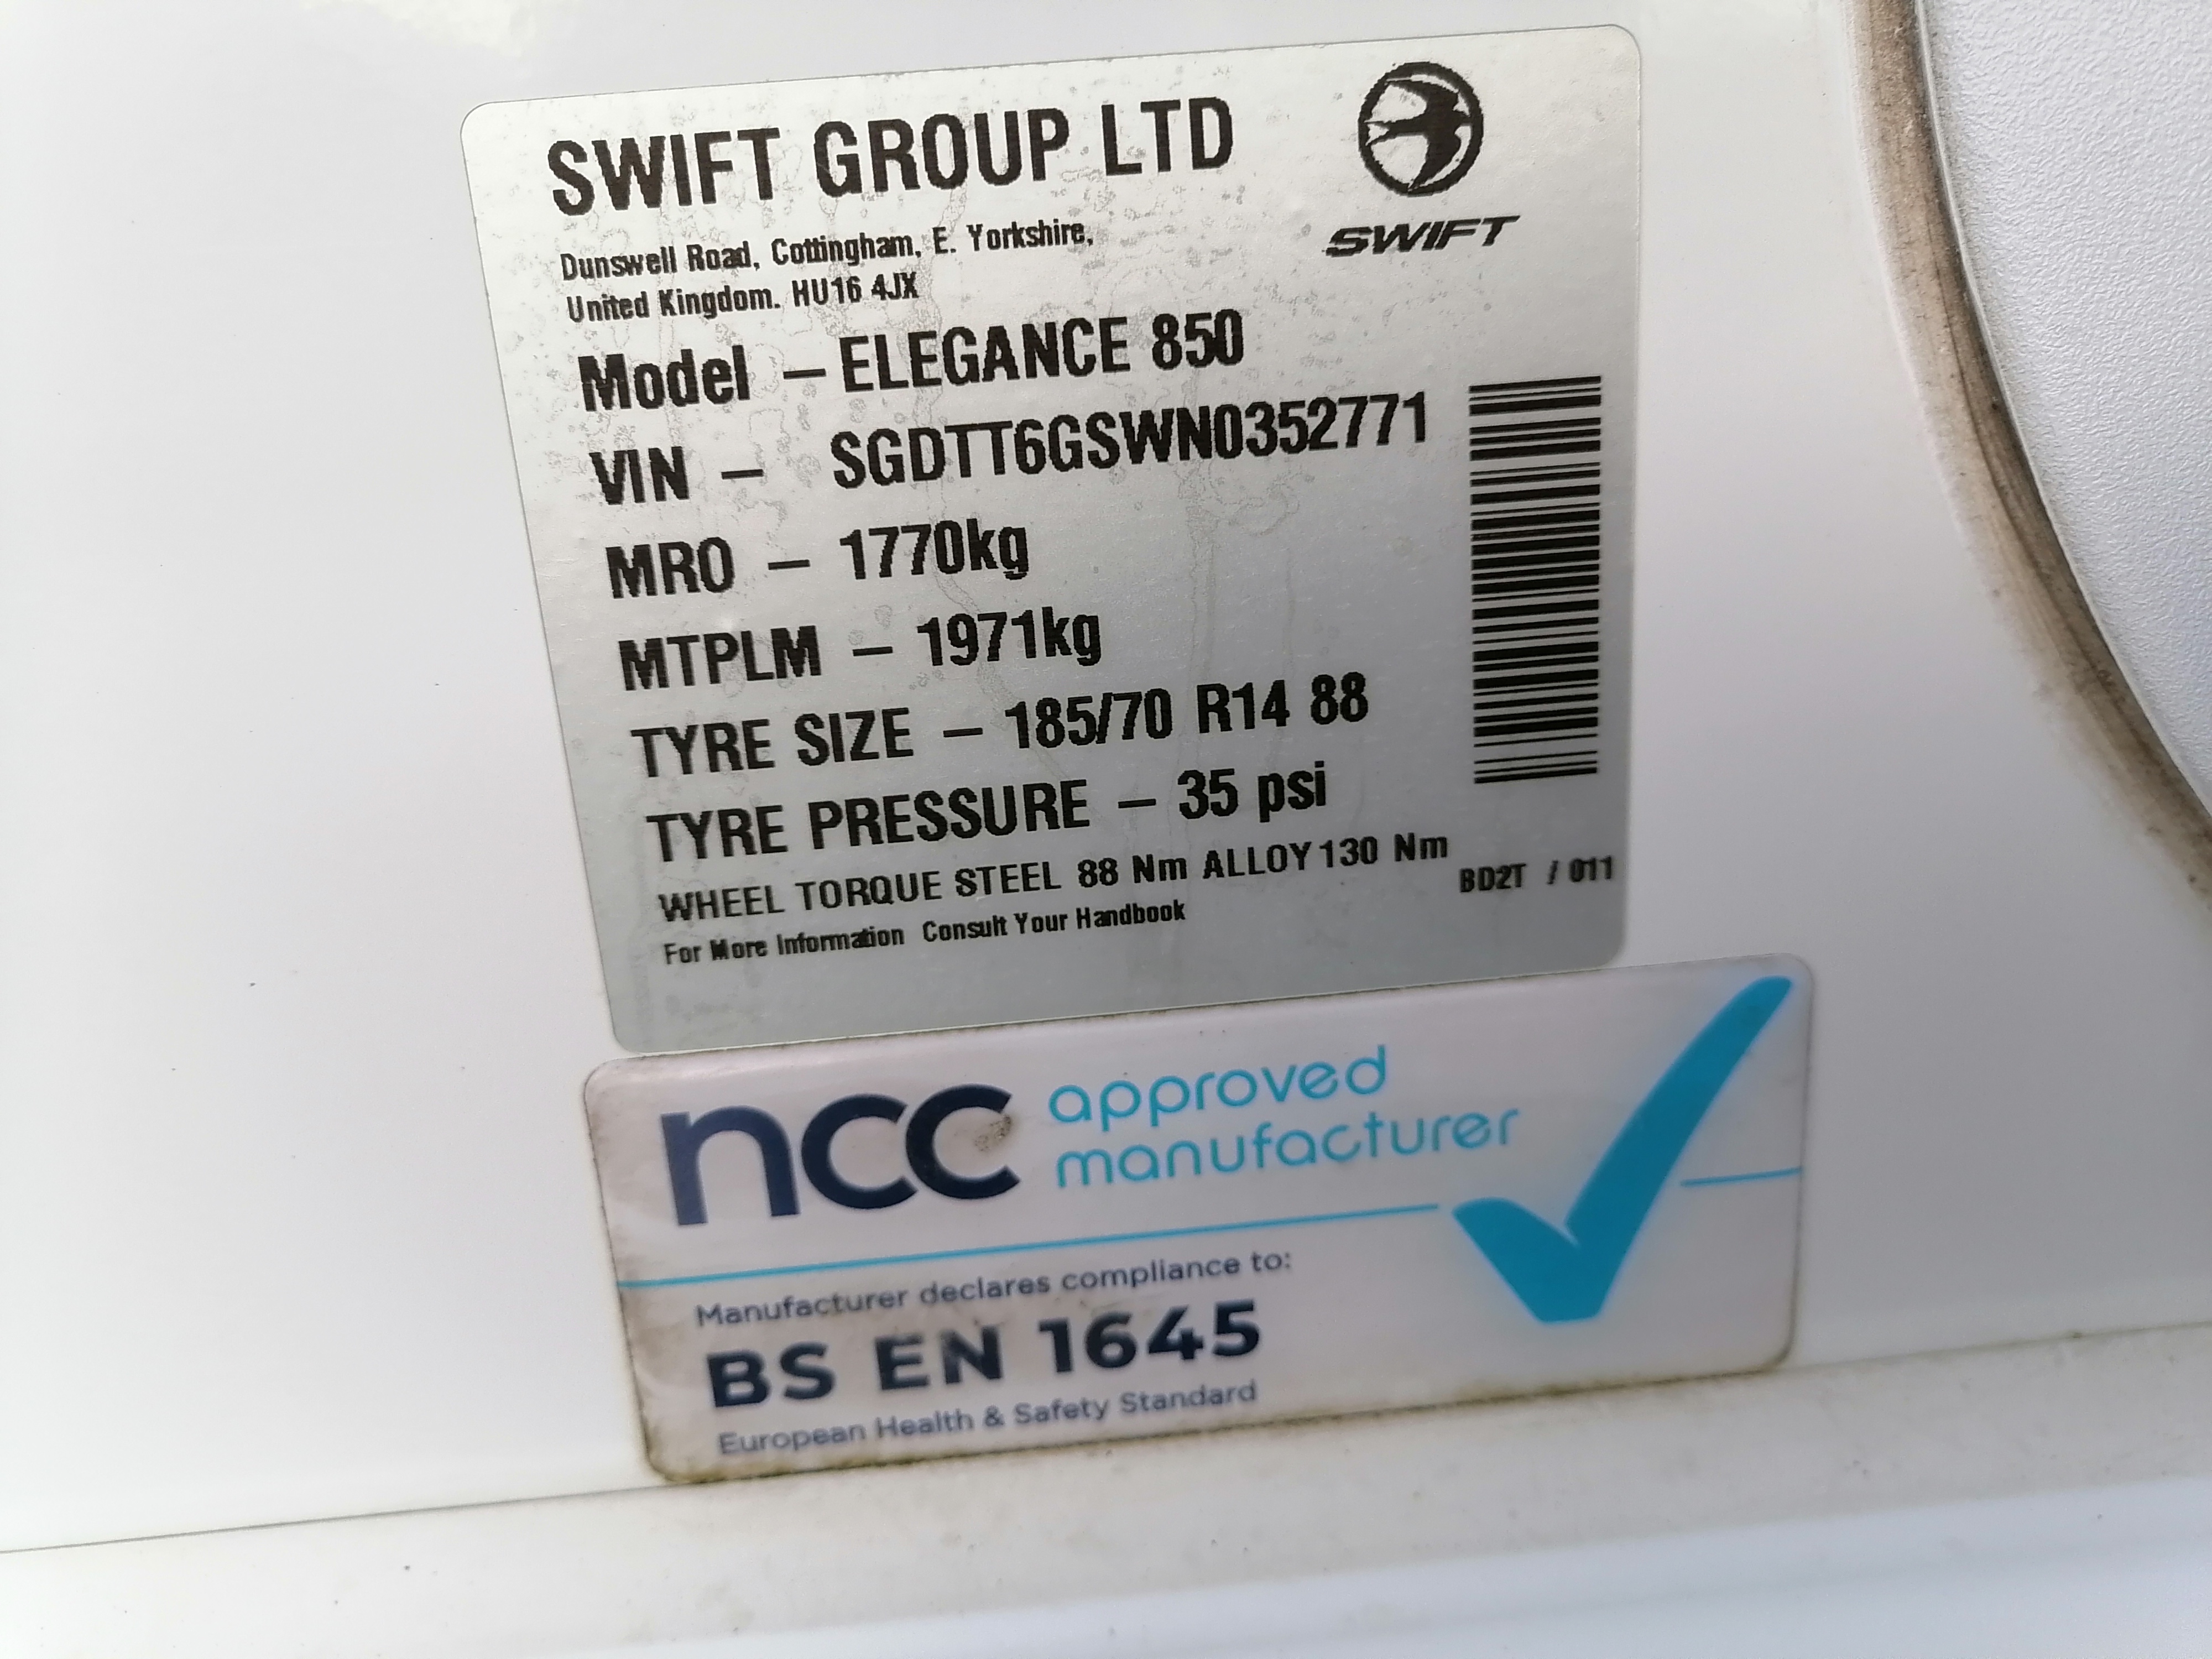 SWIFT GROUP LTD
SWIFT
Dunswell Road, Cottingham, E. Yorkshire,
United Kingdom. HU16 4JX
Model – ELEGANCE 850
VIN – SGDTT6GSWN0352771
MRO – 1770kg
MTPLM – 1971kg
TYRE SIZE – 185/70 R14 88
TYRE PRESSURE – 35 psi
WHEEL TORQUE STEEL 88 Nm ALLOY 130 Nm
BD2T / 011
For More Information Consult Your Handbook
ncc approved
manufacturer
Manufacturer declares compliance to:
BS EN 1645
European Health & Safety Standard